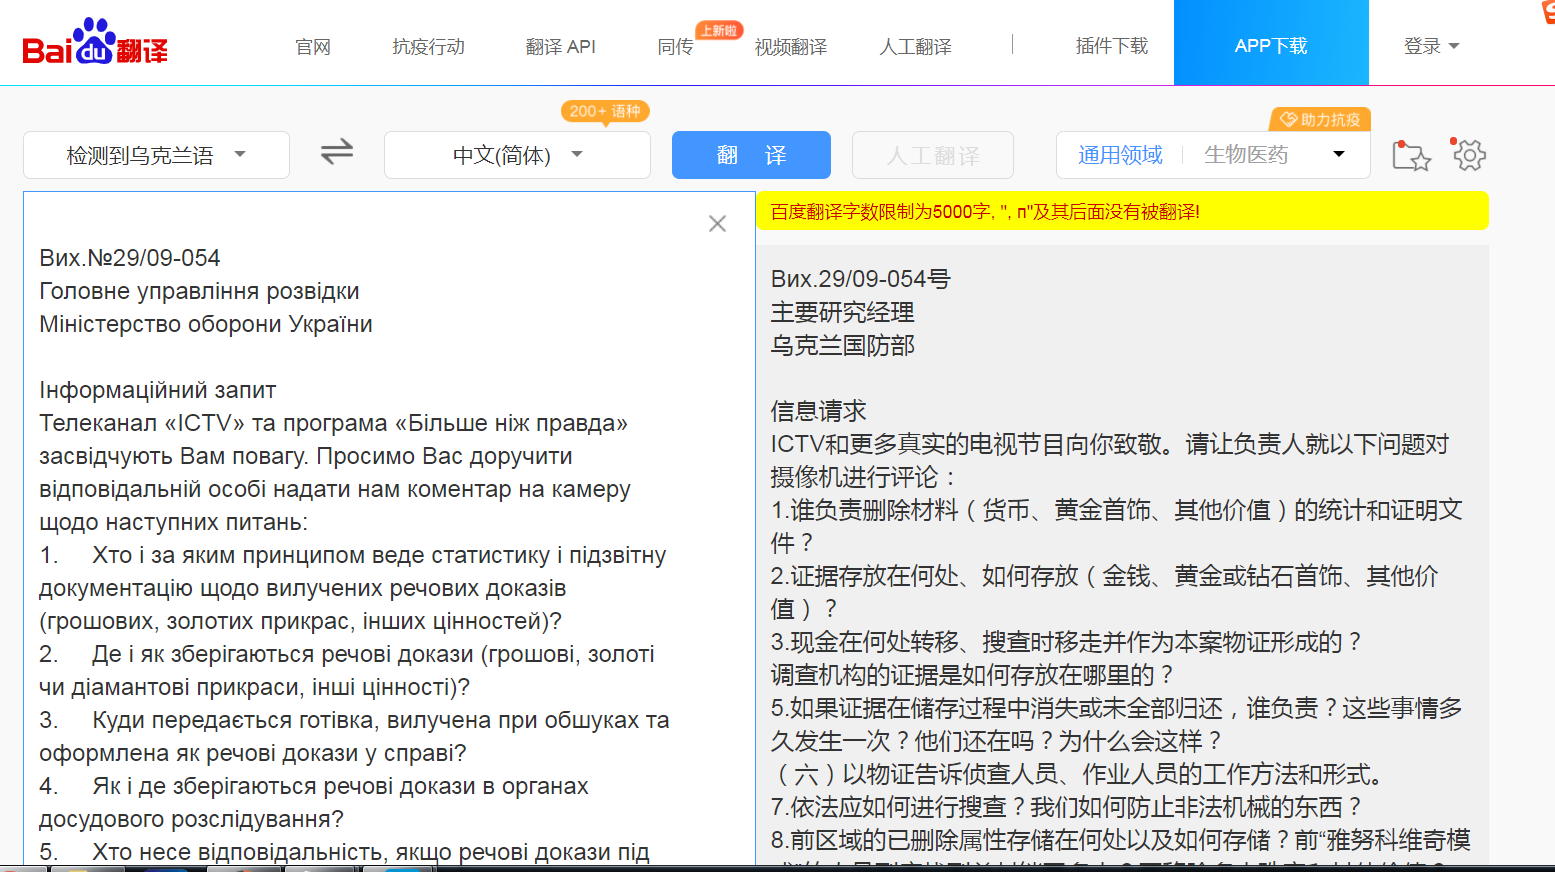 Bai du 翻译
官网
抗疫行动
翻译 API
同传
上新啦
视频翻译
人工翻译
插件下载
APP下载
登录
200+ 语种
助力抗疫
检测到乌克兰语
中文(简体)
翻 译
人工翻译
通用领域
生物医药
Вих.№29/09-054
Головне управління розвідки
Міністерство оборони України
Інформаційний запит
Телеканал «ICTV» та програма «Більше ніж правда»
засвідчують Вам повагу. Просимо Вас доручити
відповідальній особі надати нам коментар на камеру
щодо наступних питань:
1. Хто і за яким принципом веде статистику і підзвітну
документацію щодо вилучених речових доказів
(грошових, золотих прикрас, інших цінностей)?
2. Де і як зберігаються речові докази (грошові, золоті
чи діамантові прикраси, інші цінності)?
3. Куди передається готівка, вилучена при обшуках та
оформлена як речові докази у справі?
4. Як і де зберігаються речові докази в органах
досудового розслідування?
5. Хто несе відповідальність, якщо речові докази під
百度翻译字数限制为5000字, ", п"及其后面没有被翻译!
Вих.29/09-054号
主要研究经理
乌克兰国防部
信息请求
ICTV和更多真实的电视节目向你致敬。请让负责人就以下问题对
摄像机进行评论：
1.谁负责删除材料（货币、黄金首饰、其他价值）的统计和证明文
件？
2.证据存放在何处、如何存放（金钱、黄金或钻石首饰、其他价
值）？
3.现金在何处转移、搜查时移走并作为本案物证形成的？
调查机构的证据是如何存放在哪里的？
5.如果证据在储存过程中消失或未全部归还，谁负责？这些事情多
久发生一次？他们还在吗？为什么会这样？
（六）以物证告诉侦查人员、作业人员的工作方法和形式。
7.依法应如何进行搜查？我们如何防止非法机械的东西？
8.前区域的已删除属性存储在何处以及如何存储？前“雅努科维奇模